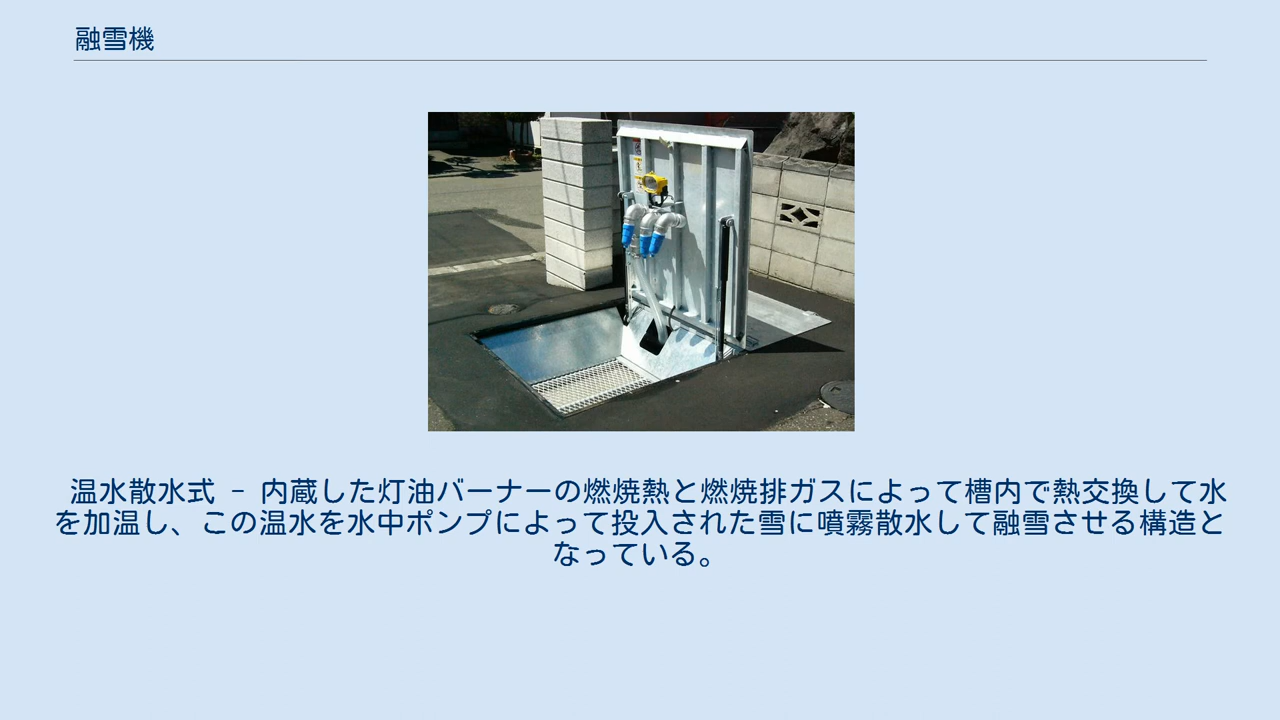 融雪機
温水散水式 - 内蔵した灯油バーナーの燃焼熱と燃焼排ガスによって槽内で熱交換して水
を加温し、この温水を水中ポンプによって投入された雪に噴霧散水して融雪させる構造と
なっている。